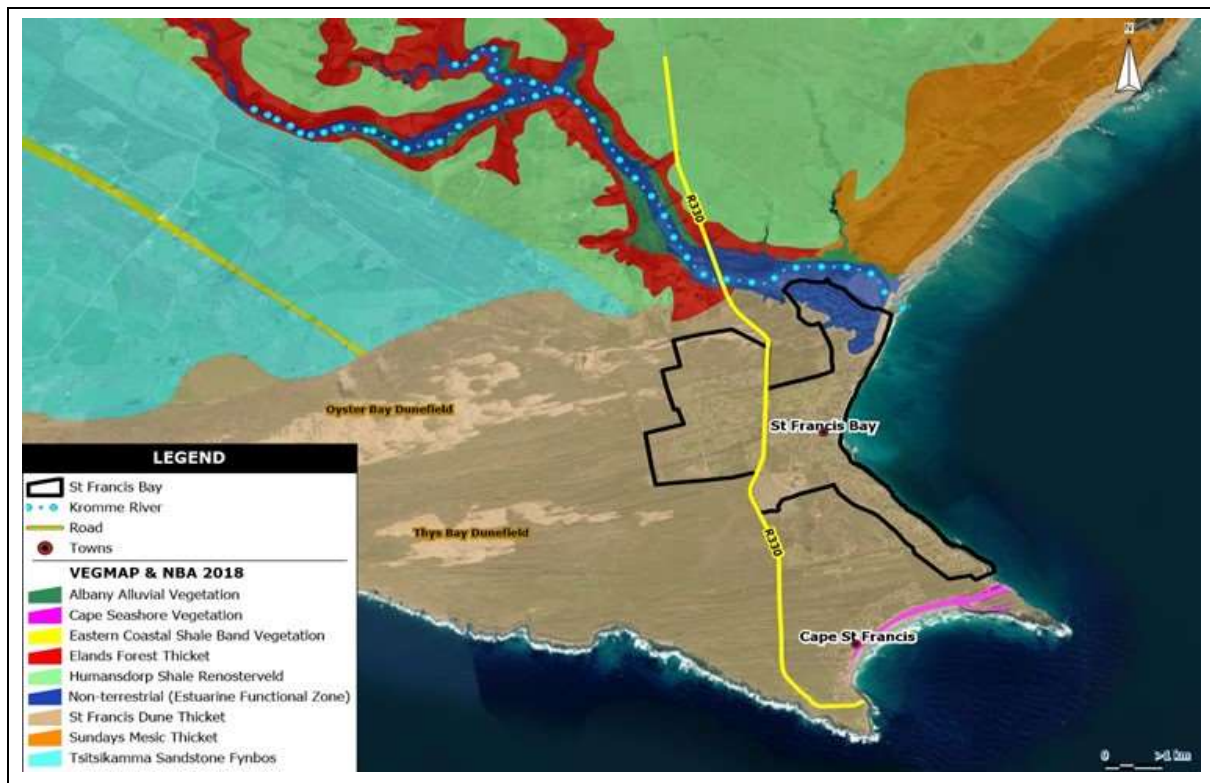 N
R330
St Francis Bay
Oyster Bay Dunefield
Thys Bay Dunefield
R330
Cape St Francis
LEGEND
St Francis Bay
Kromme River
Road
Towns
VEGMAP & NBA 2018
Albany Alluvial Vegetation
Cape Seashore Vegetation
Eastern Coastal Shale Band Vegetation
Elands Forest Thicket
Humansdorp Shale Renosterveld
Non-terrestrial (Estuarine Functional Zone)
St Francis Dune Thicket
Sundays Mesic Thicket
Tsitsikamma Sandstone Fynbos
0 >1 km